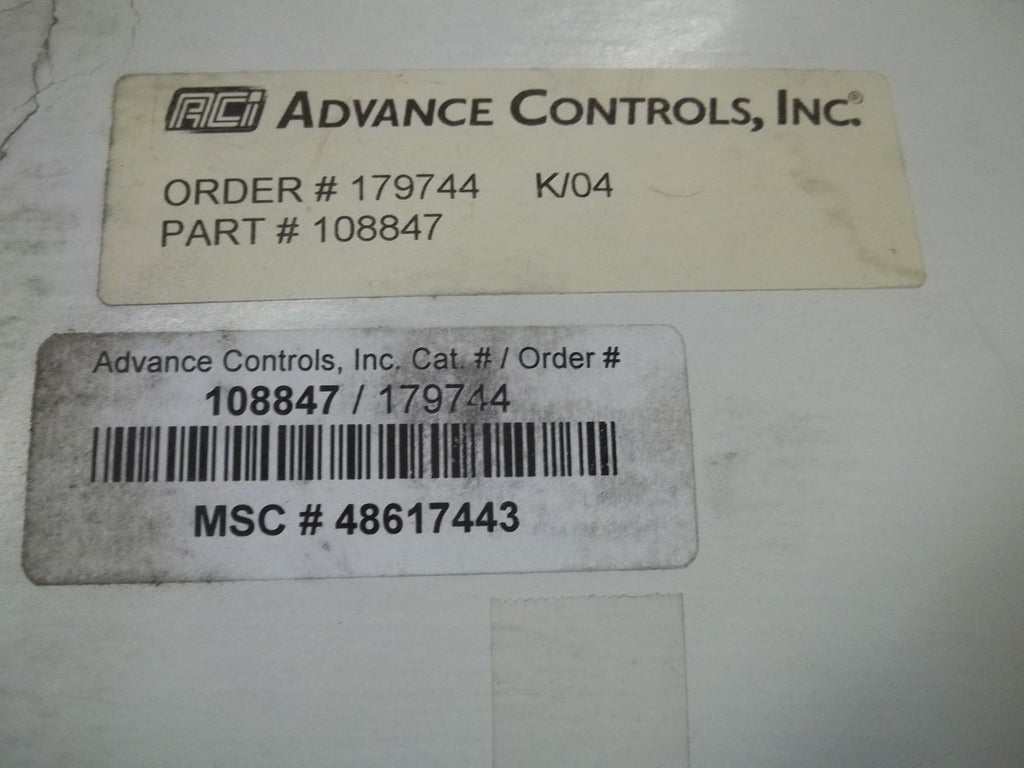 ACi ADVANCE CONTROLS, INC.®
ORDER # 179744 K/04
PART # 108847
Advance Controls, Inc. Cat. # / Order #
108847 / 179744
MSC # 48617443